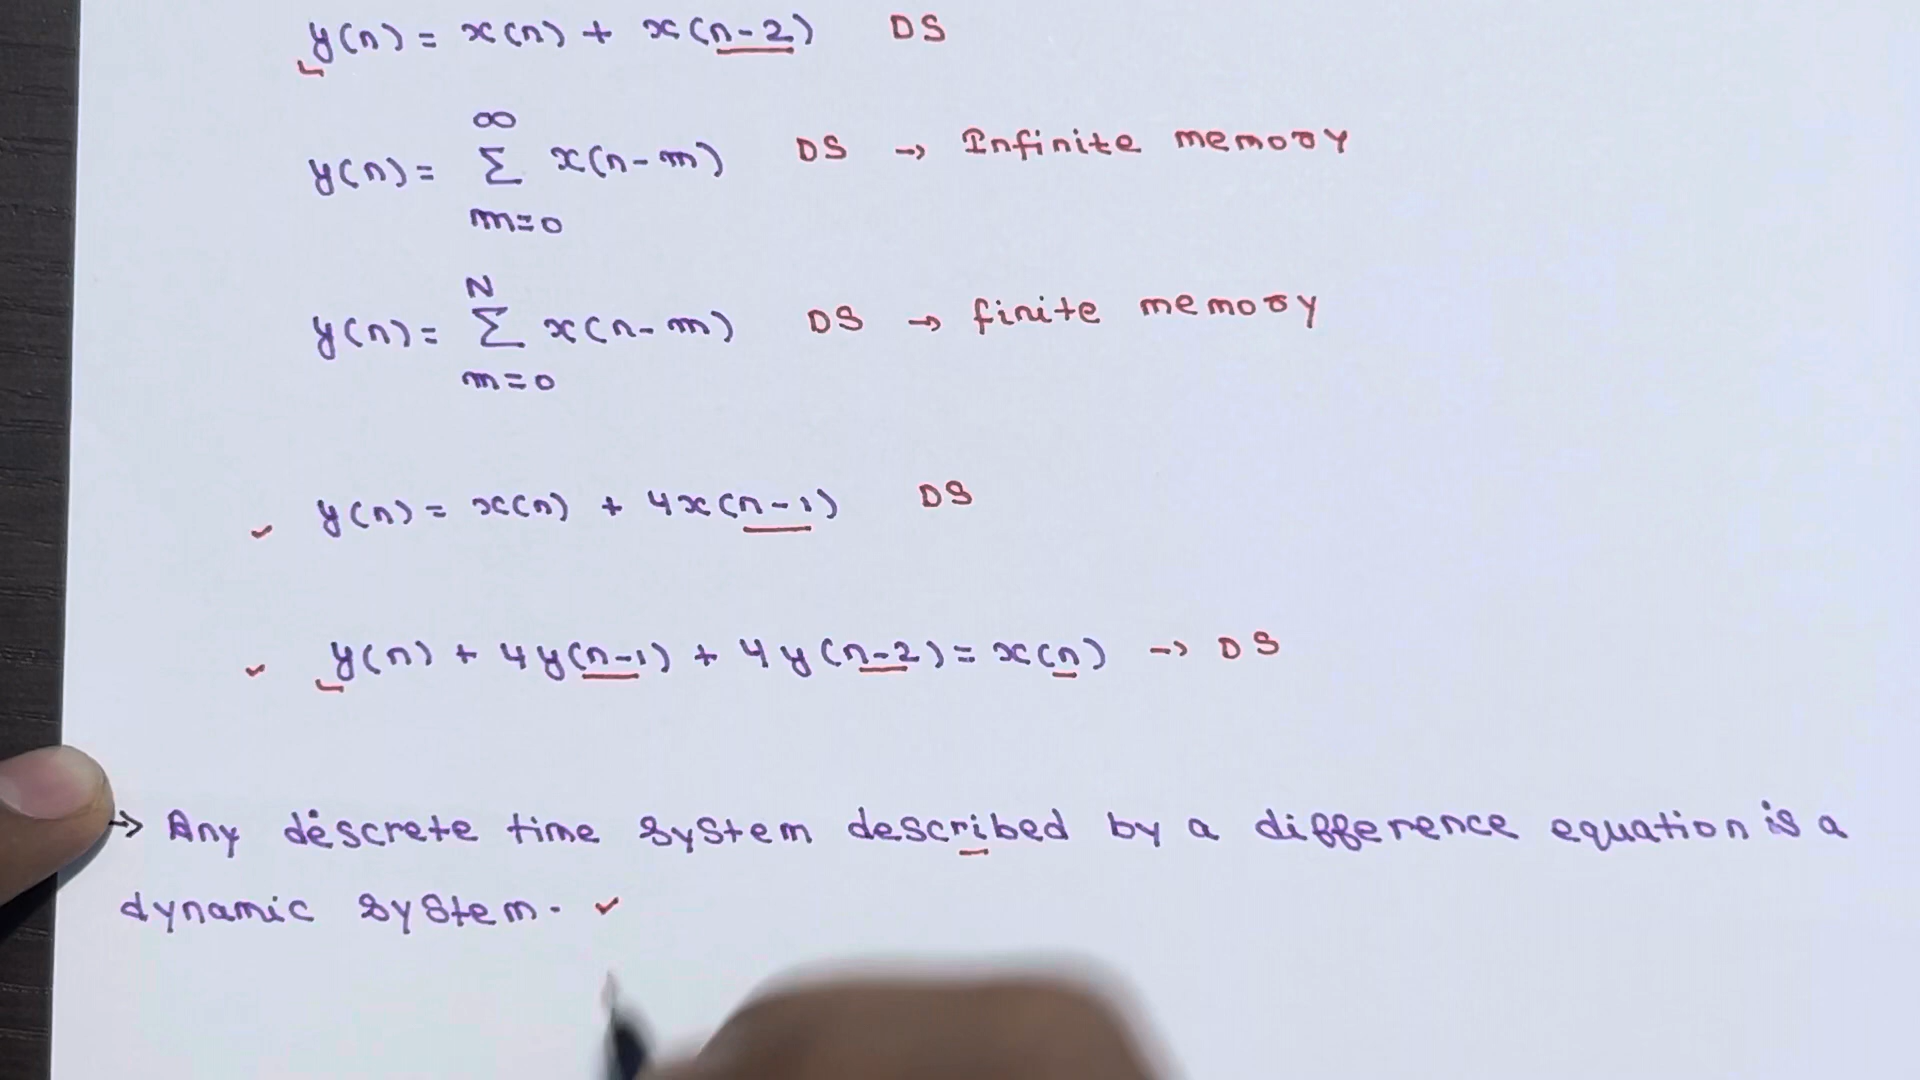 y(n) = x(n) + x(n-2) DS
∞
y(n) = Σ x(n-m) DS → Infinite memory
m=0
N
y(n) = Σ x(n-m) DS → finite memory
m=0
y(n) = x(n) + 4x(n-1) DS
y(n) + 4y(n-1) + 4y(n-2) = x(n) → DS
→ Any discrete time system described by a difference equation is a
dynamic system.